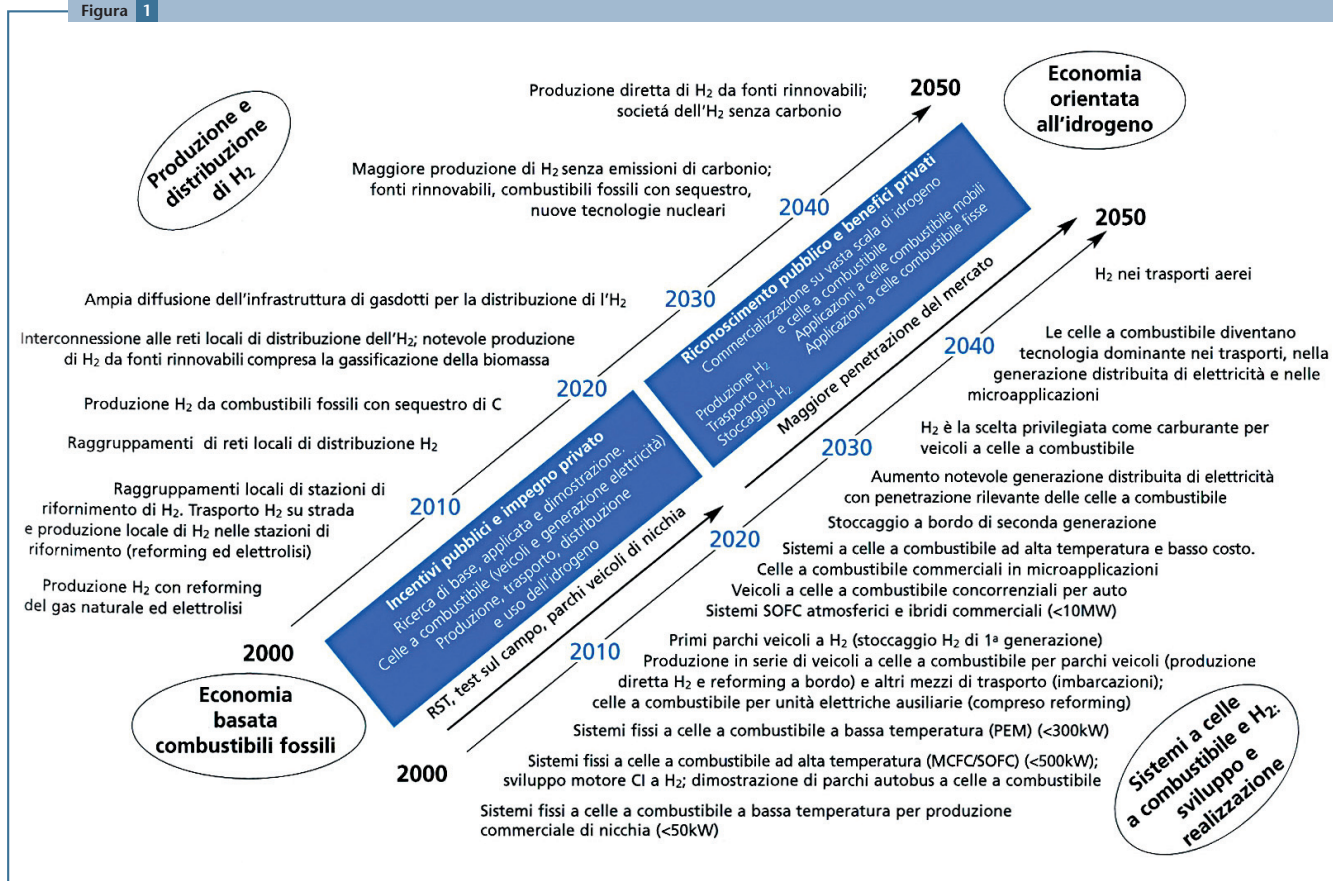 Figura 1
Produzione e
distribuzione
di H₂
Produzione diretta di H₂ da fonti rinnovabili;
societá dell'H₂ senza carbonio
2050
Economia
orientata
all'idrogeno
Maggiore produzione di H₂ senza emissioni di carbonio;
fonti rinnovabili, combustibili fossili con sequestro,
nuove tecnologie nucleari
2040
Ampia diffusione dell'infrastruttura di gasdotti per la distribuzione di l'H₂
2030
Interconnessione alle reti locali di distribuzione dell'H₂; notevole produzione
di H₂ da fonti rinnovabili compresa la gassificazione della biomassa
2020
Produzione H₂ da combustibili fossili con sequestro di C
Raggruppamenti di reti locali di distribuzione H₂
Raggruppamenti locali di stazioni di
rifornimento di H₂. Trasporto H₂ su strada
e produzione locale di H₂ nelle stazioni di
rifornimento (reforming ed elettrolisi)
2010
Produzione H₂ con reforming
del gas naturale ed elettrolisi
2000
Economia
basata
combustibili fossili
Riconoscimento pubblico e benefici privati
Commercializzazione su vasta scala di idrogeno
e celle a combustibile
Produzione H₂
Trasporto H₂
Stoccaggio H₂
Applicazioni a celle combustibile mobili
Applicazioni a celle combustibile fisse
Incentivi pubblici e impegno privato
Ricerca di base, applicata e dimostrazione.
Celle a combustibile (veicoli e generazione elettricità)
Produzione, trasporto, distribuzione
e uso dell'idrogeno
RST, test sul campo, parchi veicoli di nicchia
Maggiore penetrazione del mercato
2050
H₂ nei trasporti aerei
2040
Le celle a combustibile diventano
tecnologia dominante nei trasporti, nella
generazione distribuita di elettricità e nelle
microapplicazioni
H₂ è la scelta privilegiata come carburante per
veicoli a celle a combustibile
2030
Aumento notevole generazione distribuita di elettricità
con penetrazione rilevante delle celle a combustibile
Stoccaggio a bordo di seconda generazione
2020
Sistemi a celle a combustibile ad alta temperatura e basso costo.
Celle a combustibile commerciali in microapplicazioni
Veicoli a celle a combustibile concorrenziali per auto
Sistemi SOFC atmosferici e ibridi commerciali (<10MW)
Primi parchi veicoli a H₂ (stoccaggio H₂ di 1ª generazione)
2010
Produzione in serie di veicoli a celle a combustibile per parchi veicoli (produzione
diretta H₂ e reforming a bordo) e altri mezzi di trasporto (imbarcazioni);
celle a combustibile per unità elettriche ausiliarie (compreso reforming)
Sistemi fissi a celle a combustibile a bassa temperatura (PEM) (<300kW)
2000
Sistemi fissi a celle a combustibile ad alta temperatura (MCFC/SOFC) (<500kW);
sviluppo motore CI a H₂; dimostrazione di parchi autobus a celle a combustibile
Sistemi fissi a celle a combustibile a bassa temperatura per produzione
commerciale di nicchia (<50kW)
Sistemi a celle
a combustibile e H₂:
sviluppo e
realizzazione